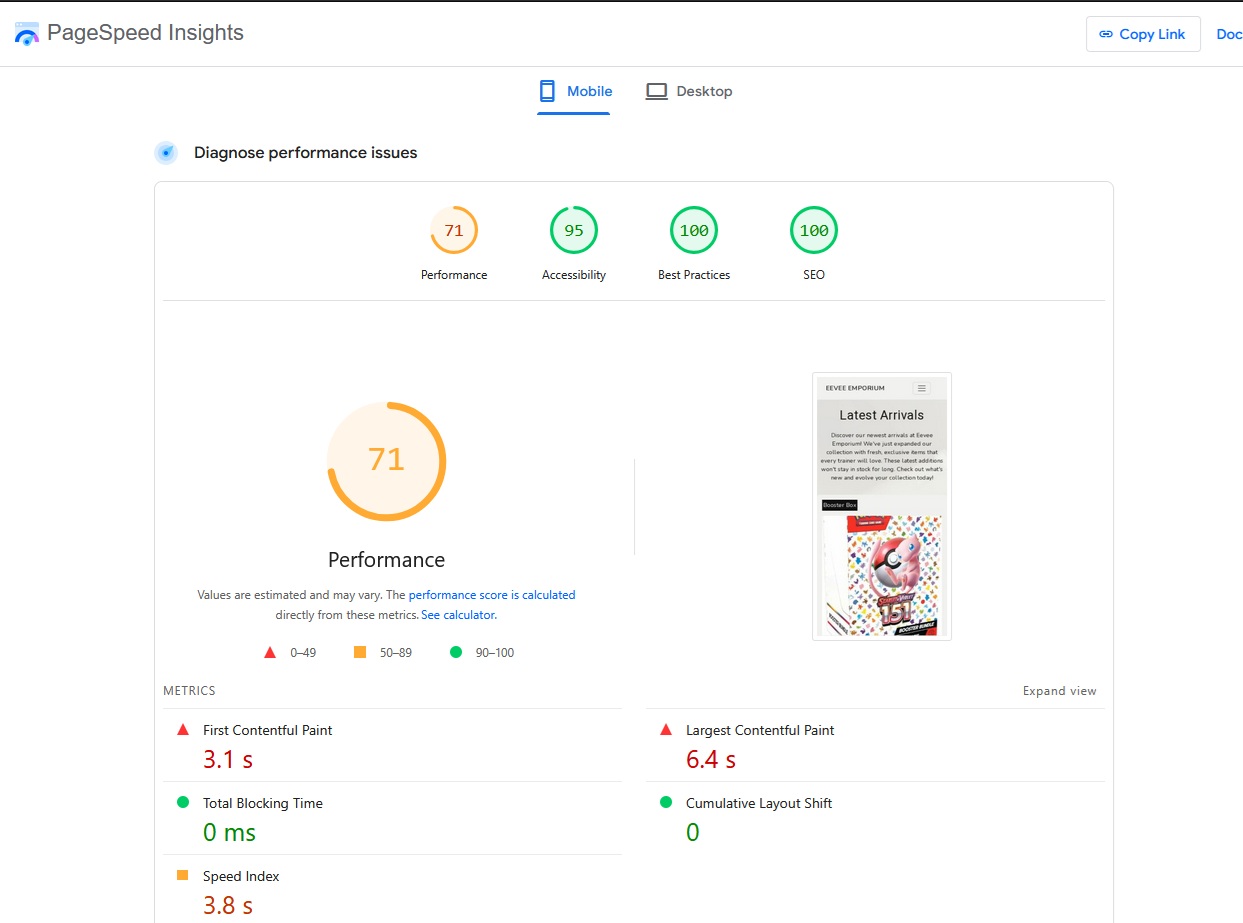 PageSpeed Insights
Copy Link
Doc
Mobile
Desktop
Diagnose performance issues
71
95
100
100
Performance
Accessibility
Best Practices
SEO
71
Performance
Values are estimated and may vary. The performance score is calculated
directly from these metrics. See calculator.
0–49
50–89
90–100
EEVEE EMPORIUM
Latest Arrivals
Discover our newest arrivals at Eevee
Emporium! We've just expanded our
collection with fresh, exclusive items that
every trainer will love. These latest additions
won't stay in stock for long. Check out what's
new and evolve your collection today!
Booster Box
151
BOOSTER BUNDLE
METRICS
Expand view
First Contentful Paint
3.1 s
Largest Contentful Paint
6.4 s
Total Blocking Time
0 ms
Cumulative Layout Shift
0
Speed Index
3.8 s